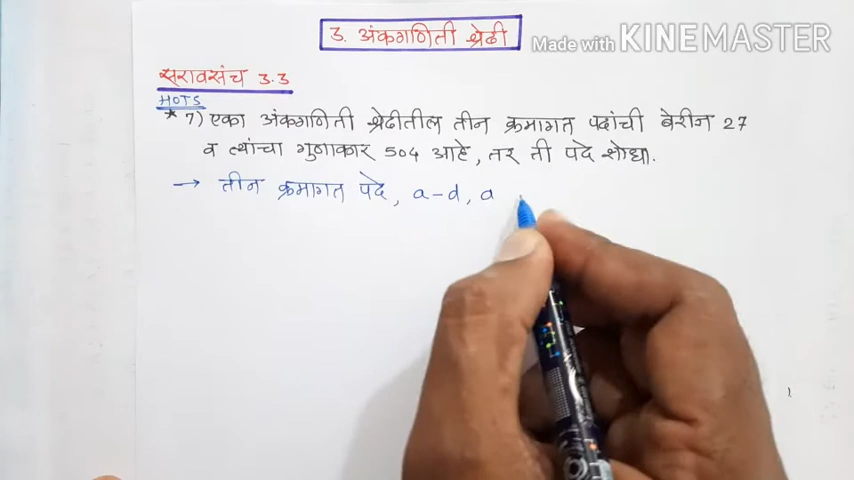 3. अंकगणिती श्रेढी
Made with KINEMASTER
सरावसंच 3.3
HOTS
* 7) एका अंकगणिती श्रेढीतील तीन क्रमागत पदांची बेरीज 27
व त्यांचा गुणाकार 504 आहे, तर ती पदे शोधा.
→ तीन क्रमागत पदे, a-d, a